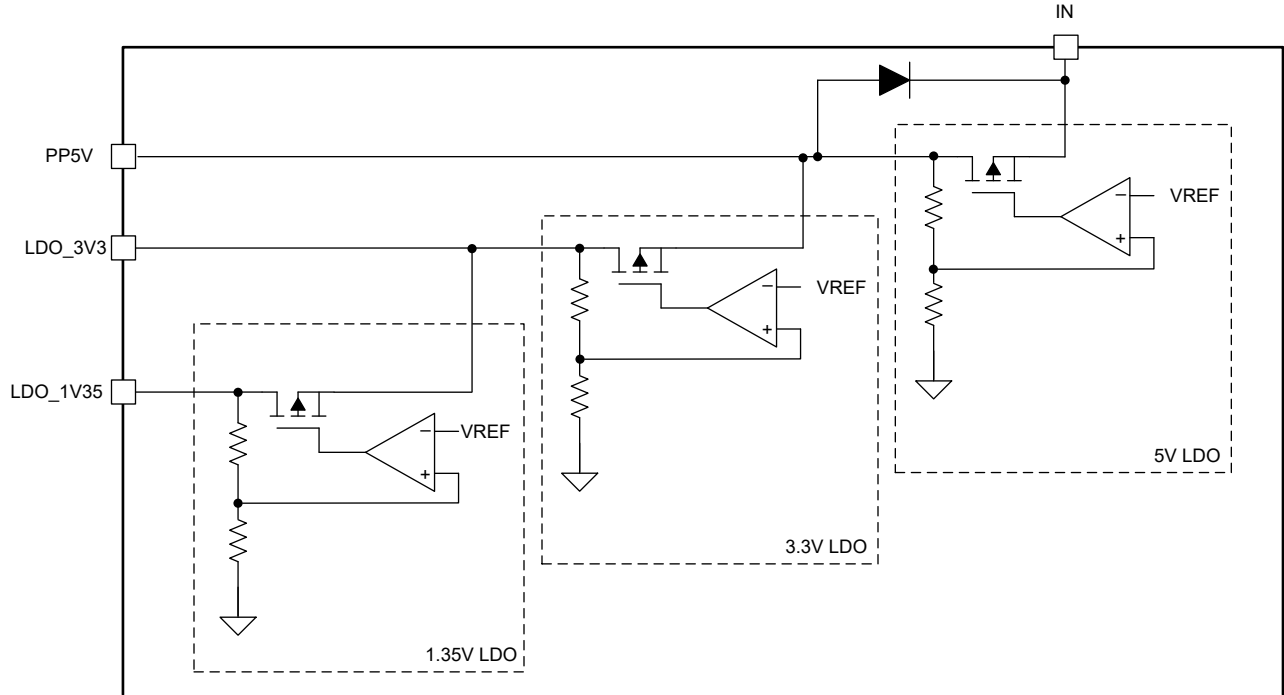 IN
PP5V
VREF
−
+
LDO_3V3
VREF
−
+
LDO_1V35
VREF
−
+
5V LDO
3.3V LDO
1.35V LDO